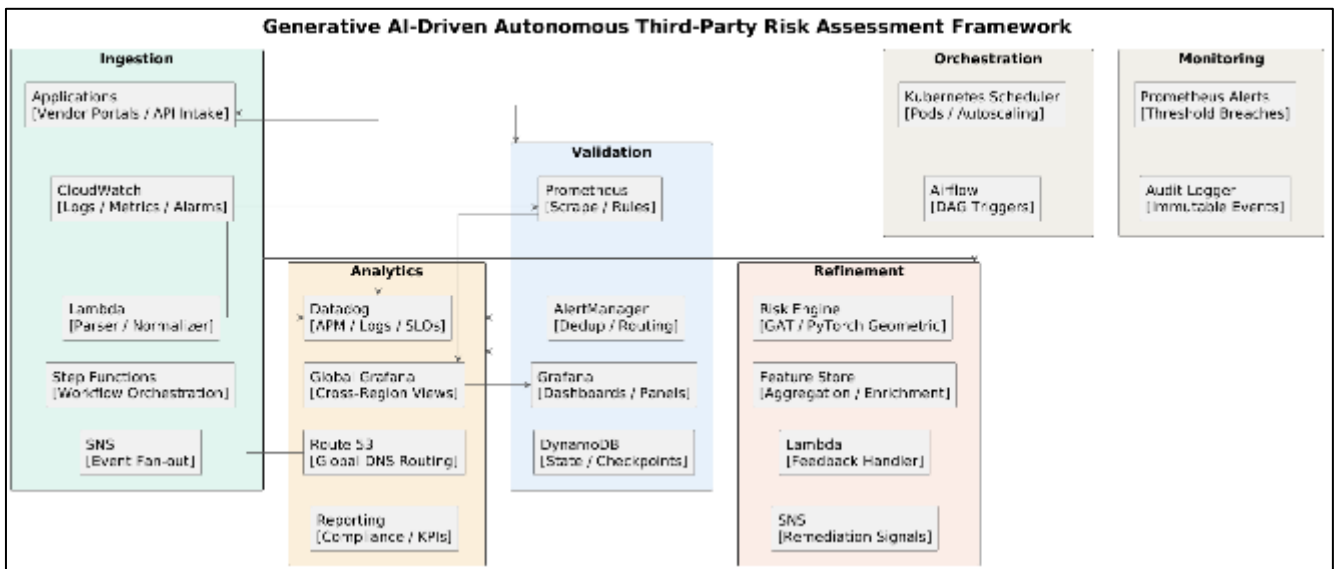 Generative AI-Driven Autonomous Third-Party Risk Assessment Framework
Ingestion
Applications
[Vendor Portals / API Intake]
CloudWatch
[Logs / Metrics / Alarms]
Lambda
[Parser / Normalizer]
Step Functions
[Workflow Orchestration]
SNS
[Event Fan-out]
Analytics
Datadog
[APM / Logs / SLOs]
Global Grafana
[Cross-Region Views]
Route 53
[Global DNS Routing]
Reporting
[Compliance / KPIs]
Validation
Prometheus
[Scrape / Rules]
AlertManager
[Dedup / Routing]
Grafana
[Dashboards / Panels]
DynamoDB
[State / Checkpoints]
Refinement
Risk Engine
[GAT / PyTorch Geometric]
Feature Store
[Aggregation / Enrichment]
Lambda
[Feedback Handler]
SNS
[Remediation Signals]
Orchestration
Kubernetes Scheduler
[Pods / Autoscaling]
Airflow
[DAG Triggers]
Monitoring
Prometheus Alerts
[Threshold Breaches]
Audit Logger
[Immutable Events]